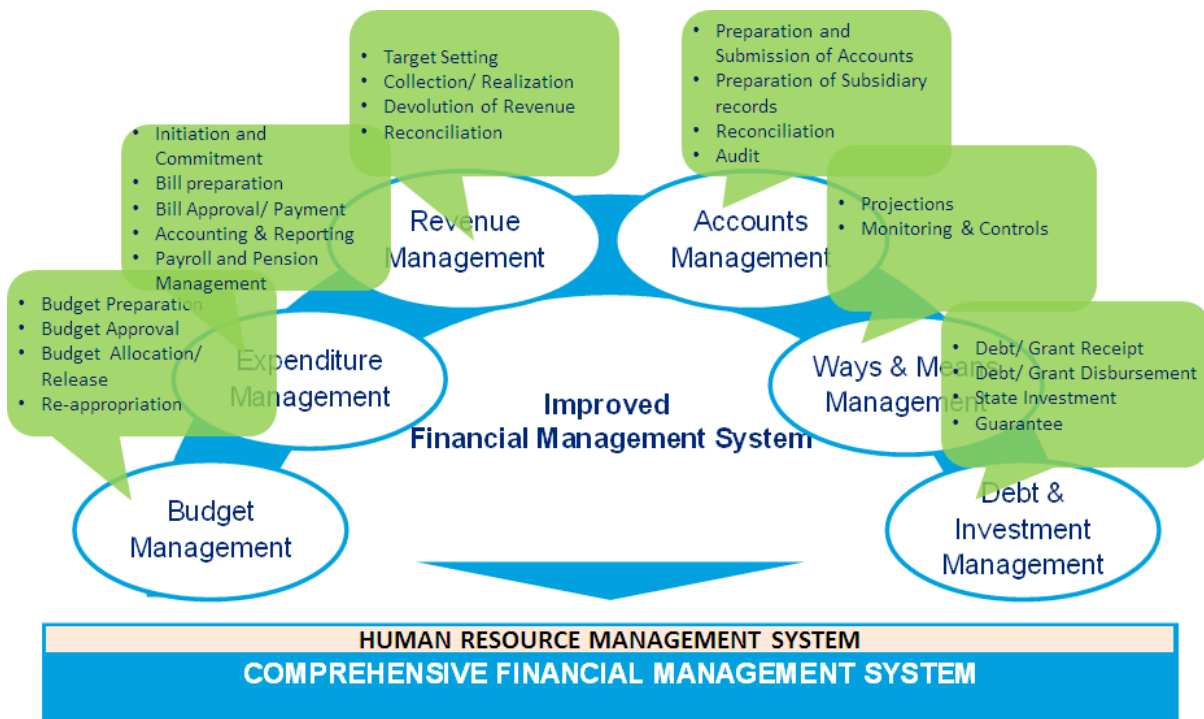 • Target Setting
• Collection/ Realization
• Devolution of Revenue
• Reconciliation
• Preparation and
Submission of Accounts
• Preparation of Subsidiary
records
• Reconciliation
• Audit
• Initiation and
Commitment
• Bill preparation
• Bill Approval/ Payment
• Accounting & Reporting
• Payroll and Pension
Management
• Projections
• Monitoring & Controls
• Budget Preparation
• Budget Approval
• Budget Allocation/
Release
• Re-appropriation
• Debt/ Grant Receipt
• Debt/ Grant Disbursement
• State Investment
• Guarantee
Revenue
Management
Accounts
Management
Expenditure
Management
Ways & Means
Management
Improved
Financial Management System
Budget
Management
Debt &
Investment
Management
HUMAN RESOURCE MANAGEMENT SYSTEM
COMPREHENSIVE FINANCIAL MANAGEMENT SYSTEM